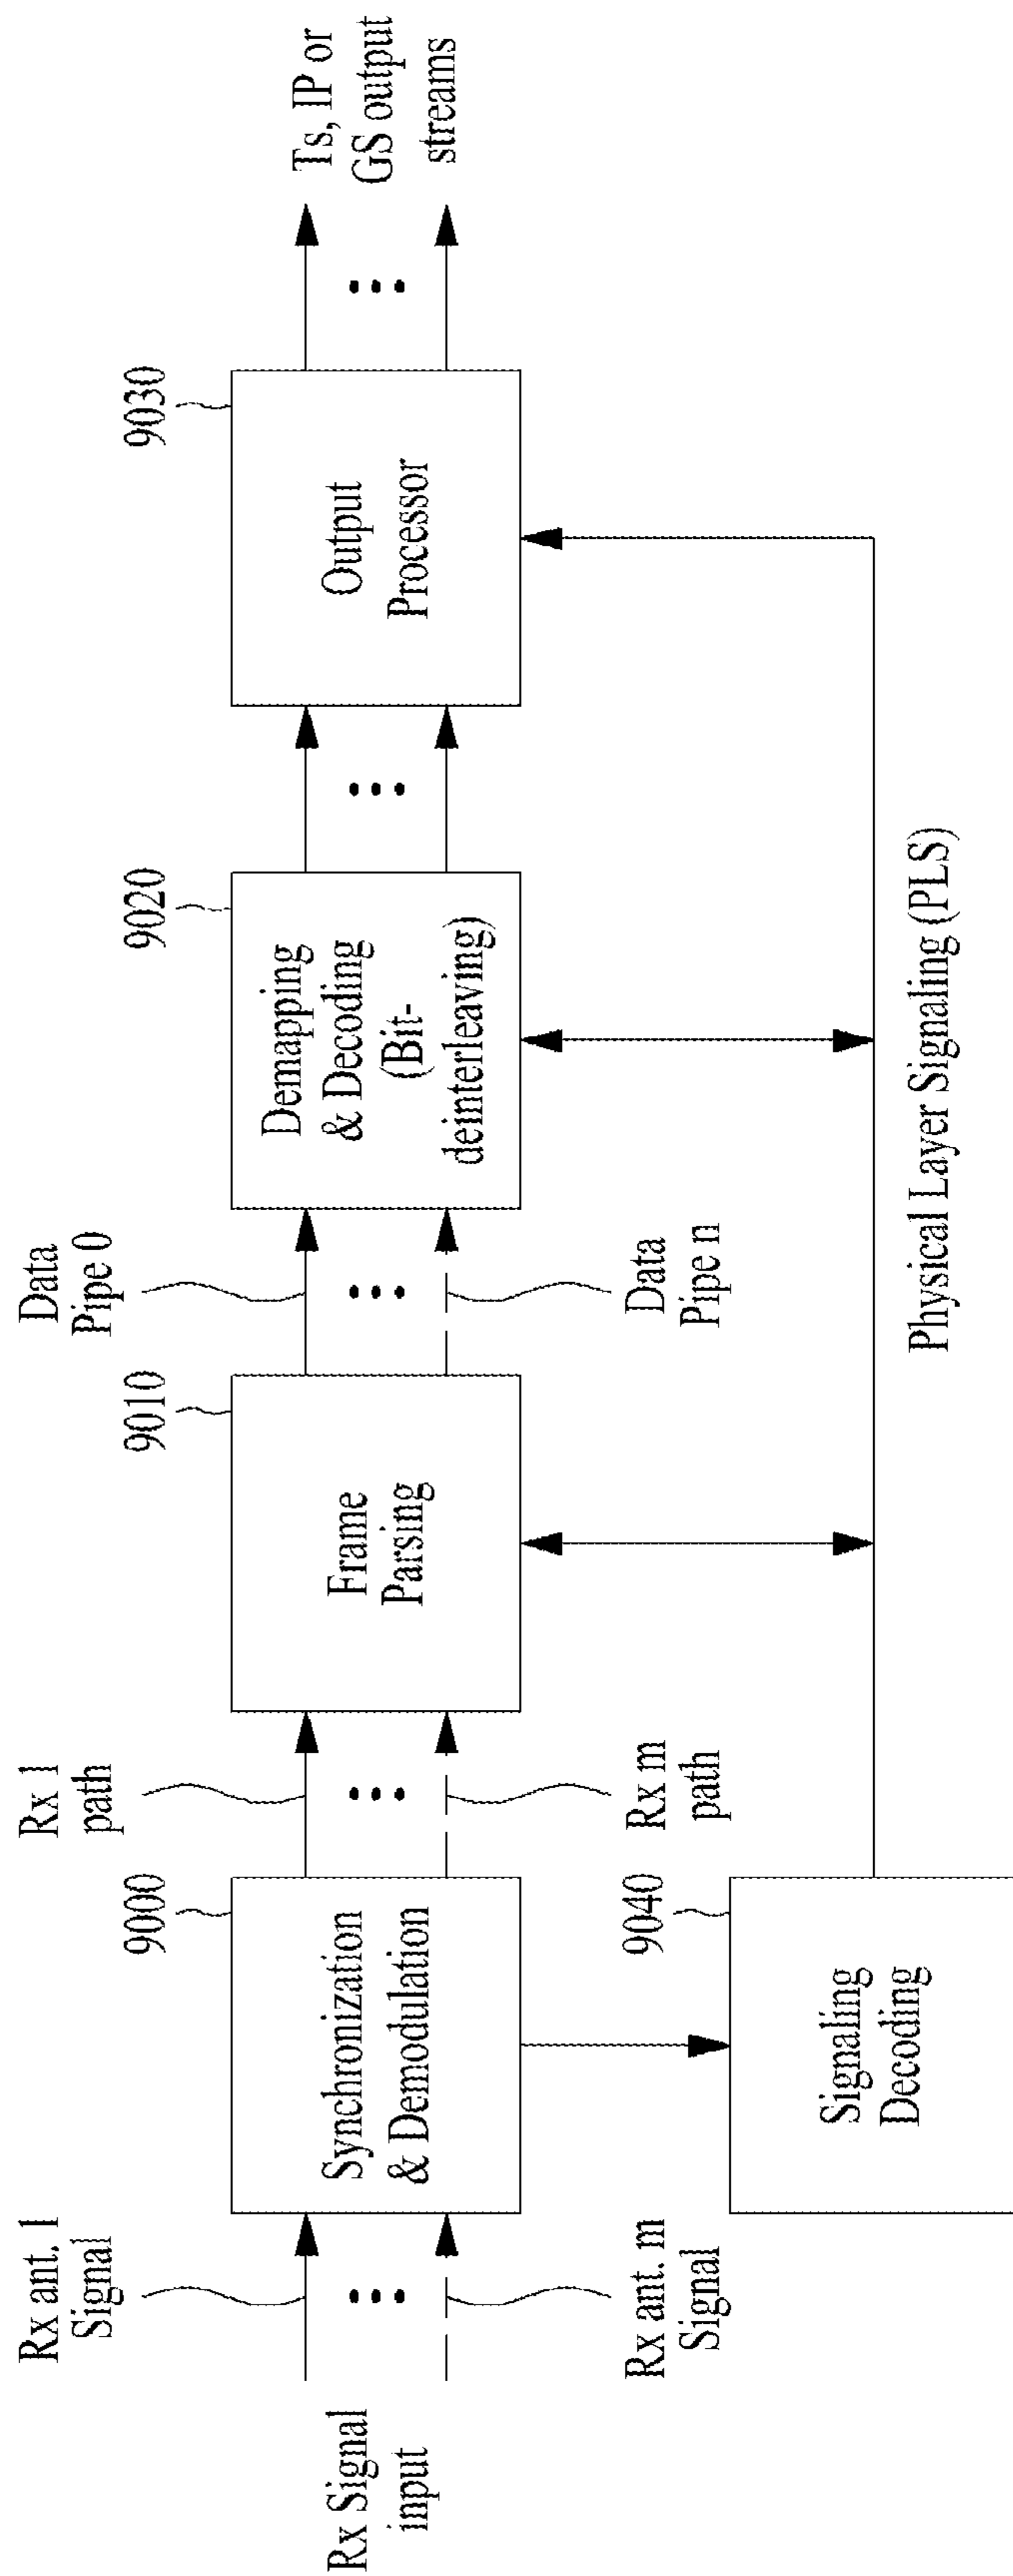 Rx Signal
input
Rx ant. 1
Signal
Rx ant. m
Signal
9000
Synchronization
& Demodulation
Rx 1
path
Rx m
path
9010
Frame
Parsing
Data
Pipe 0
Data
Pipe n
9020
Demapping
& Decoding
(Bit-
deinterleaving)
9030
Output
Processor
Ts, IP or
GS output
streams
9040
Signaling
Decoding
Physical Layer Signaling (PLS)